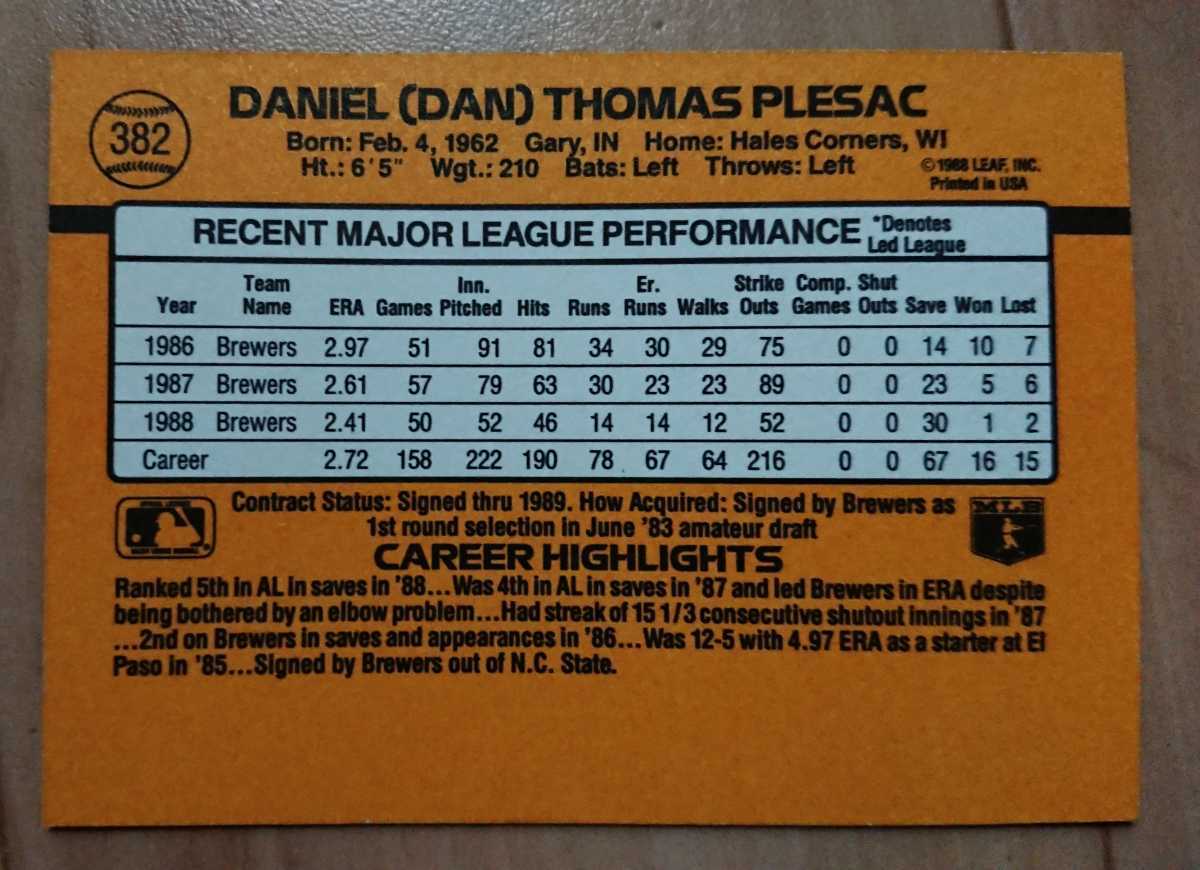 382
DANIEL (DAN) THOMAS PLESAC
Born: Feb. 4, 1962 Gary, IN Home: Hales Corners, WI
Ht.: 6'5" Wgt.: 210 Bats: Left Throws: Left
©1988 LEAF, INC.
Printed in USA
RECENT MAJOR LEAGUE PERFORMANCE *Denotes
Led League
Team Inn. Er. Strike Comp. Shut
Year Name ERA Games Pitched Hits Runs Runs Walks Outs Games Outs Save Won Lost
1986 Brewers 2.97 51 91 81 34 30 29 75 0 0 14 10 7
1987 Brewers 2.61 57 79 63 30 23 23 89 0 0 23 5 6
1988 Brewers 2.41 50 52 46 14 14 12 52 0 0 30 1 2
Career 2.72 158 222 190 78 67 64 216 0 0 67 16 15
Contract Status: Signed thru 1989. How Acquired: Signed by Brewers as
1st round selection in June '83 amateur draft
MLB
CAREER HIGHLIGHTS
Ranked 5th in AL in saves in '88...Was 4th in AL in saves in '87 and led Brewers in ERA despite
being bothered by an elbow problem...Had streak of 15 1/3 consecutive shutout innings in '87
...2nd on Brewers in saves and appearances in '86...Was 12-5 with 4.97 ERA as a starter at El
Paso in '85...Signed by Brewers out of N.C. State.